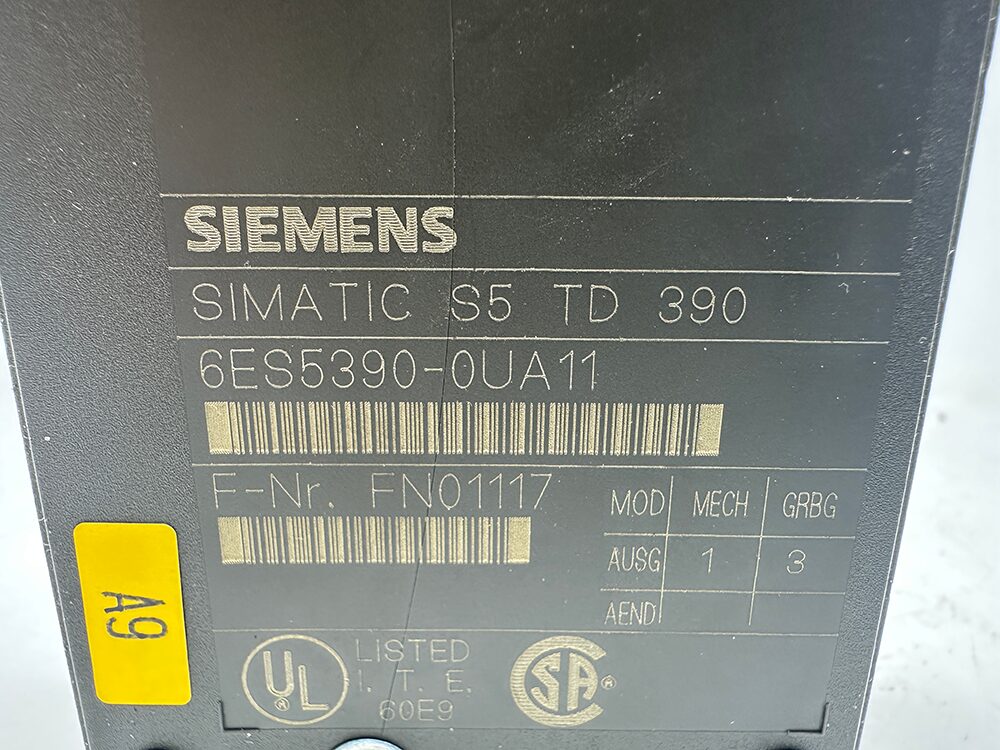 SIEMENS
SIMATIC S5 TD 390
6ES5390-0UA11
F-Nr. FN01117
MOD MECH GRBG
AUSG 1 3
AEND
A9
UL
LISTED
I. T. E.
60E9
CSA